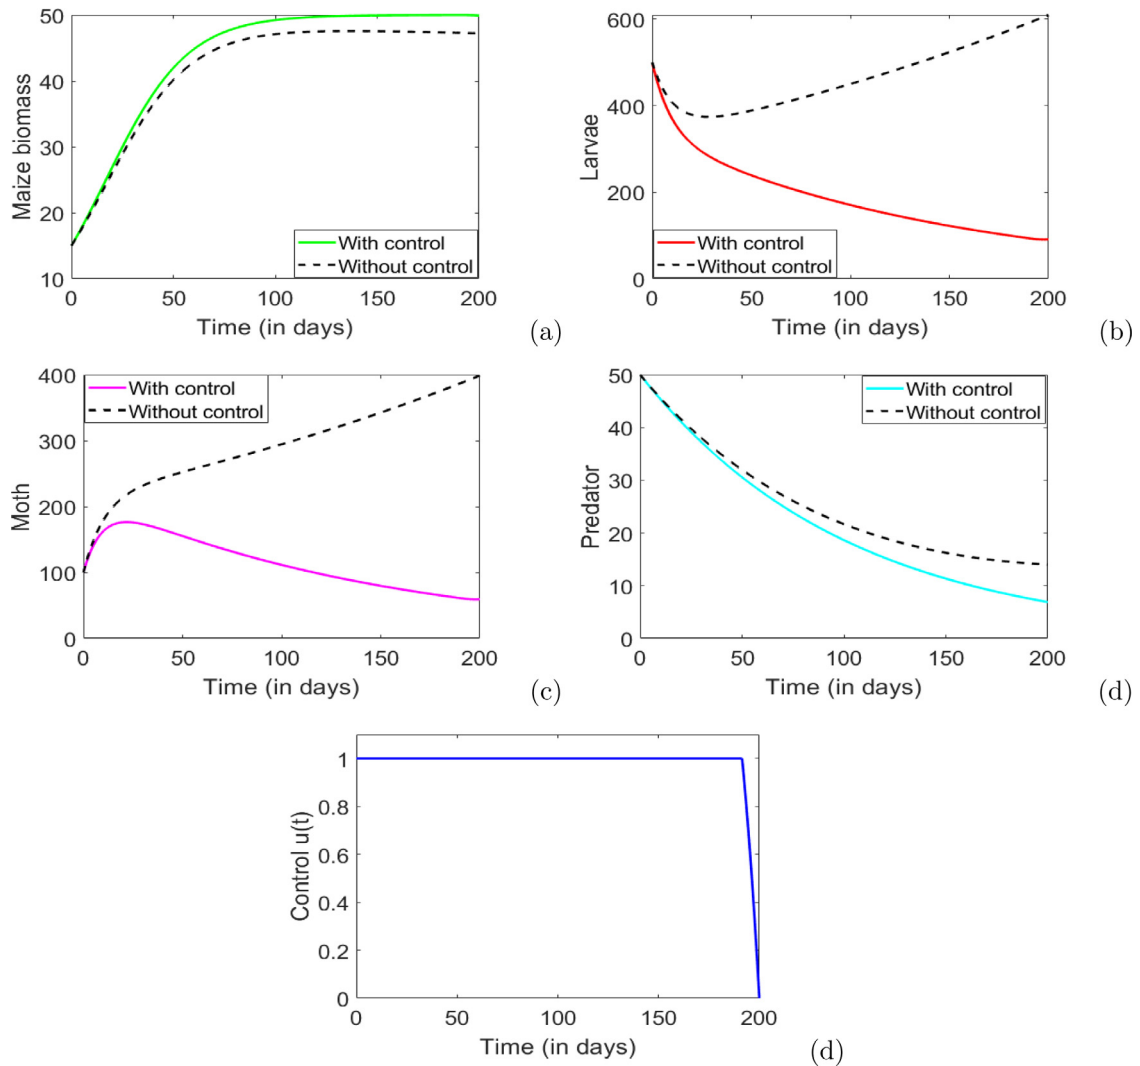 50
40
30
20
10
Maize biomass
With control
Without control
0 50 100 150 200
Time (in days)
(a)
600
400
200
0
Larvae
With control
Without control
0 50 100 150 200
Time (in days)
(b)
400
300
200
100
0
Moth
With control
Without control
0 50 100 150 200
Time (in days)
(c)
50
40
30
20
10
0
Predator
With control
Without control
0 50 100 150 200
Time (in days)
(d)
1
0.8
0.6
0.4
0.2
0
Control u(t)
0 50 100 150 200
Time (in days)
(d)